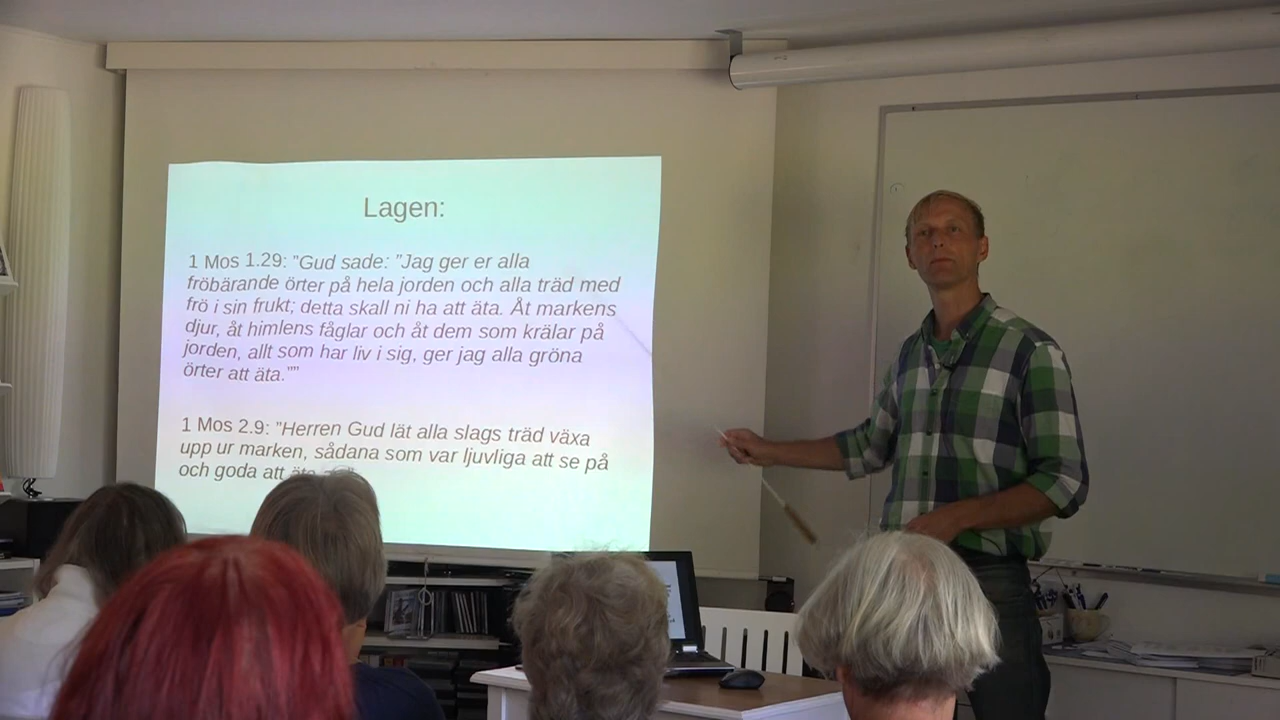 Lagen:
1 Mos 1.29: "Gud sade: "Jag ger er alla
fröbärande örter på hela jorden och alla träd med
frö i sin frukt; detta skall ni ha att äta. Åt markens
djur, åt himlens fåglar och åt dem som krälar på
jorden, allt som har liv i sig, ger jag alla gröna
örter att äta.""
1 Mos 2.9: "Herren Gud lät alla slags träd växa
upp ur marken, sådana som var ljuvliga att se på
och goda att äta